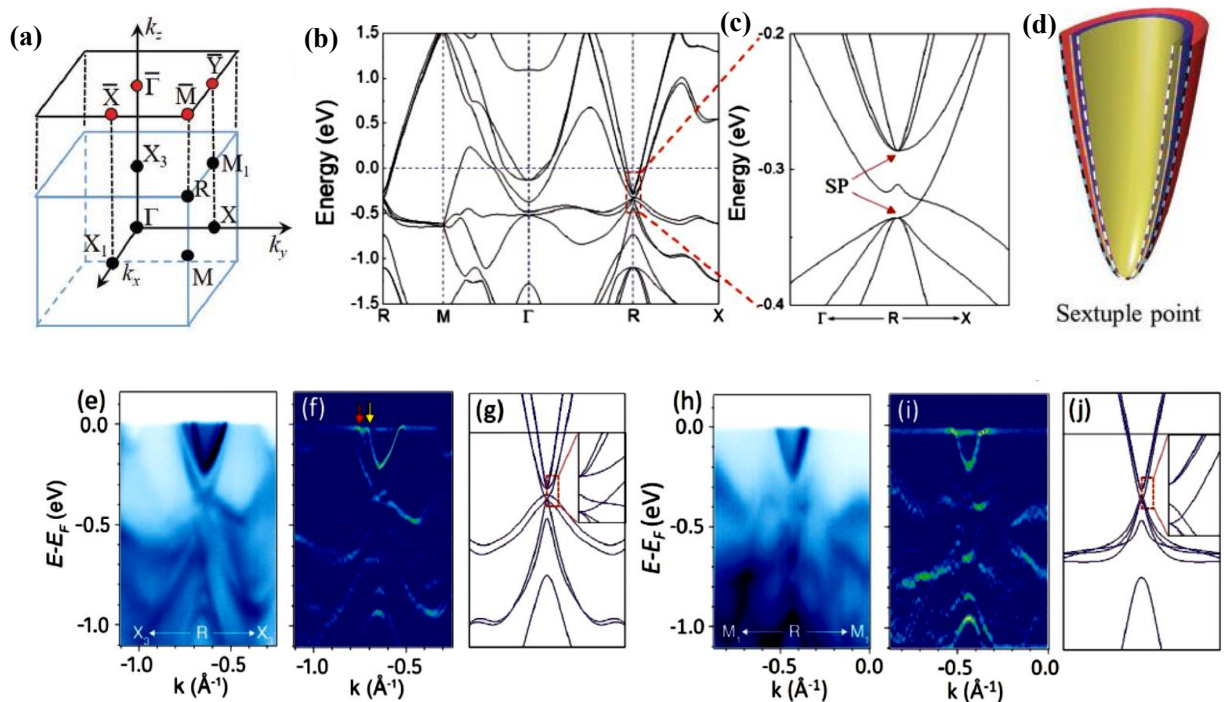 (a)
k_z
Γ̅
Y̅
X̅
M̅
X₃
M₁
R
Γ
X
X₁
k_x
k_y
M
(b)
1.5
1.0
0.5
0.0
-0.5
-1.0
-1.5
Energy (eV)
R M Γ R X
(c)
-0.2
-0.3
-0.4
Energy (eV)
SP
Γ R X
(d)
Sextuple point
(e)
0.0
-0.5
-1.0
E-E_F (eV)
X₃ R X₃
-1.0 -0.5
k (Å⁻¹)
(f)
-1.0 -0.5
k (Å⁻¹)
(g)
(h)
0.0
-0.5
-1.0
E-E_F (eV)
M₁ R M₁
-1.0 -0.5 0.0
k (Å⁻¹)
(i)
-0.5 0.0
k (Å⁻¹)
(j)